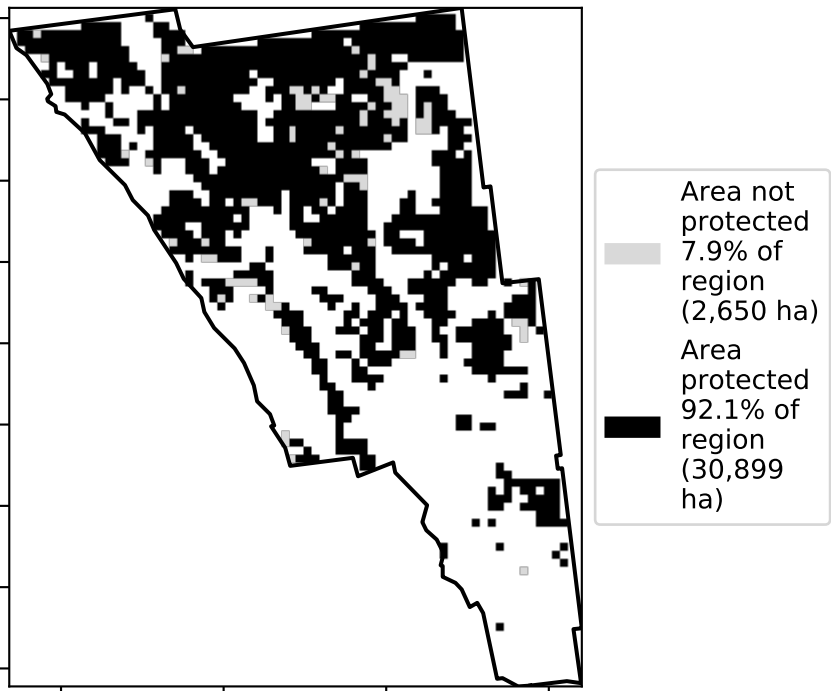 Area not
protected
7.9% of
region
(2,650 ha)
Area
protected
92.1% of
region
(30,899
ha)